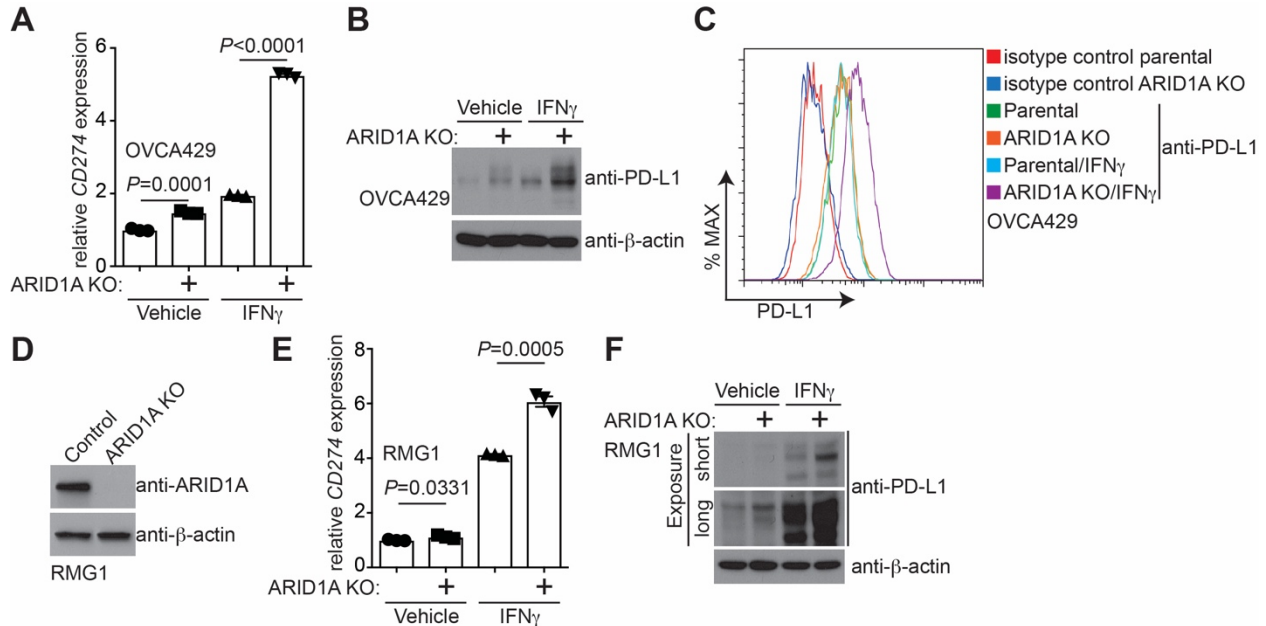 A
relative CD274 expression
6
4
2
0
P<0.0001
OVCA429
P=0.0001
ARID1A KO: + +
Vehicle IFNγ
B
Vehicle IFNγ
ARID1A KO: + +
anti-PD-L1
OVCA429
anti-β-actin
C
% MAX
PD-L1
isotype control parental
isotype control ARID1A KO
Parental
ARID1A KO
Parental/IFNγ
ARID1A KO/IFNγ
anti-PD-L1
OVCA429
D
Control
ARID1A KO
anti-ARID1A
anti-β-actin
RMG1
E
relative CD274 expression
8
6
4
2
0
P=0.0005
RMG1
P=0.0331
ARID1A KO: + +
Vehicle IFNγ
F
Vehicle IFNγ
ARID1A KO: + +
RMG1
Exposure
short
long
anti-PD-L1
anti-β-actin